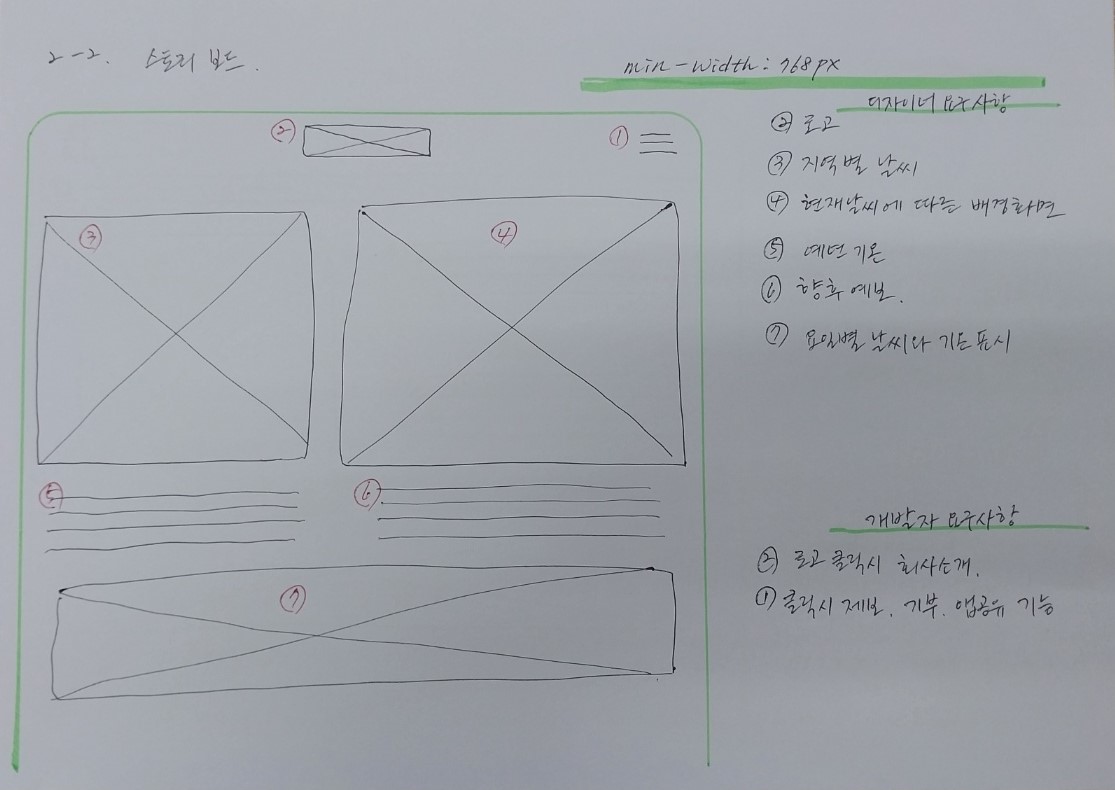 2-2. 스토리 보드.
min-width: 768px
디자이너 요구사항
② 로고
③ 지역별 날씨
④ 현재날씨에 따른 배경화면
⑤ 예년 기온
⑥ 향후 예보.
⑦ 요일별 날씨와 기온 표시
② ①
③ ④
⑤ ⑥
⑦
개발자 요구사항
② 로고 클릭시 회사소개.
① 클릭시 제보. 기부. 앱공유 기능